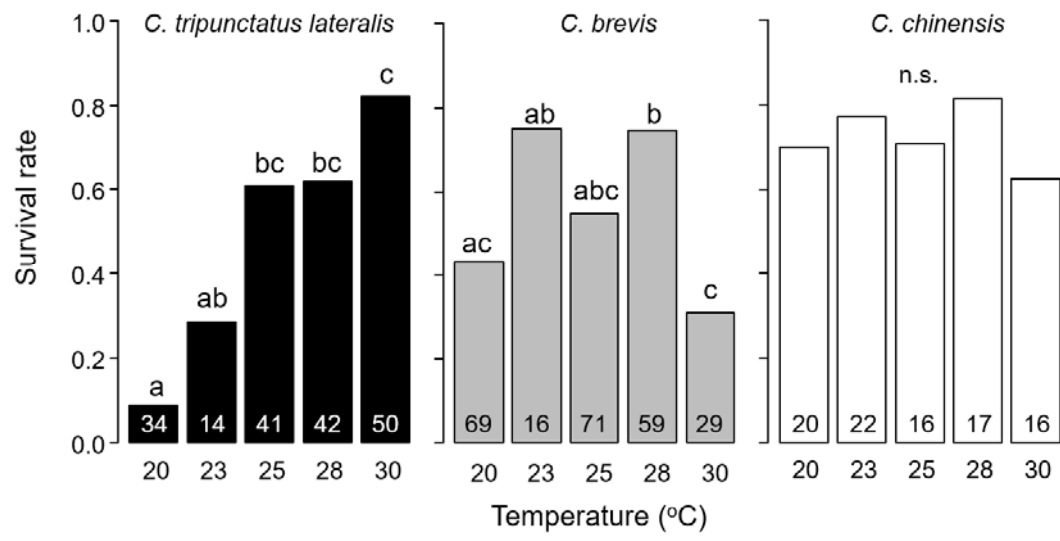 C. tripunctatus lateralis
C. brevis
C. chinensis
Survival rate
1.0
0.8
0.6
0.4
0.2
0.0
a
ab
bc
bc
c
34 14 41 42 50
20 23 25 28 30
ac
ab
abc
b
c
69 16 71 59 29
20 23 25 28 30
n.s.
20 22 16 17 16
20 23 25 28 30
Temperature (°C)